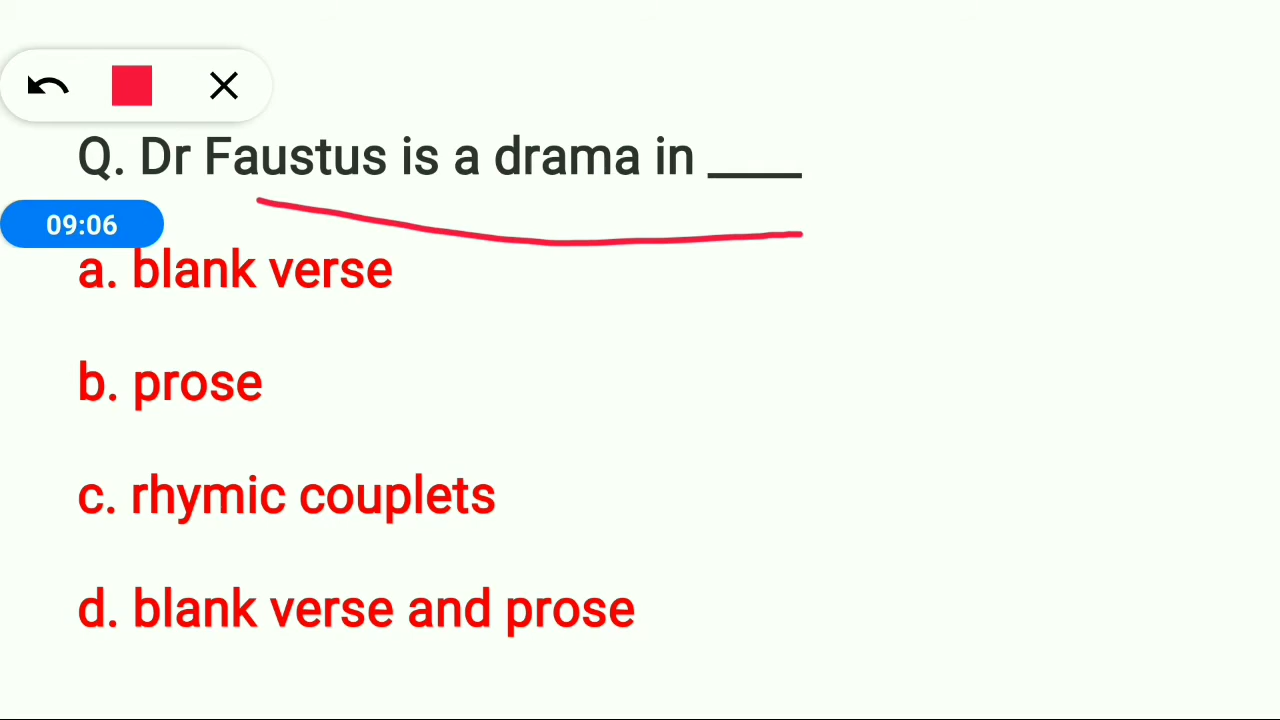 Q. Dr Faustus is a drama in ____
09:06
a. blank verse
b. prose
c. rhymic couplets
d. blank verse and prose